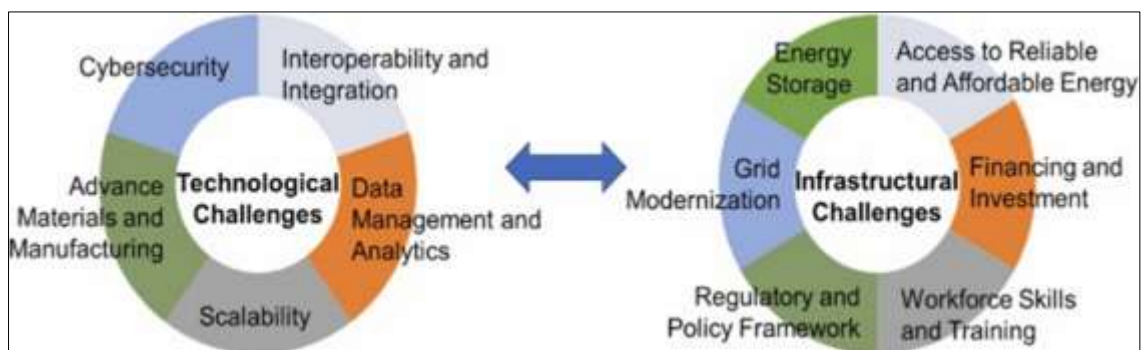 Cybersecurity
Interoperability and
Integration
Advance
Materials and
Manufacturing
Technological
Challenges
Data
Management and
Analytics
Scalability
Energy
Storage
Access to Reliable
and Affordable Energy
Grid
Modernization
Infrastructural
Challenges
Financing and
Investment
Regulatory and
Policy Framework
Workforce Skills
and Training